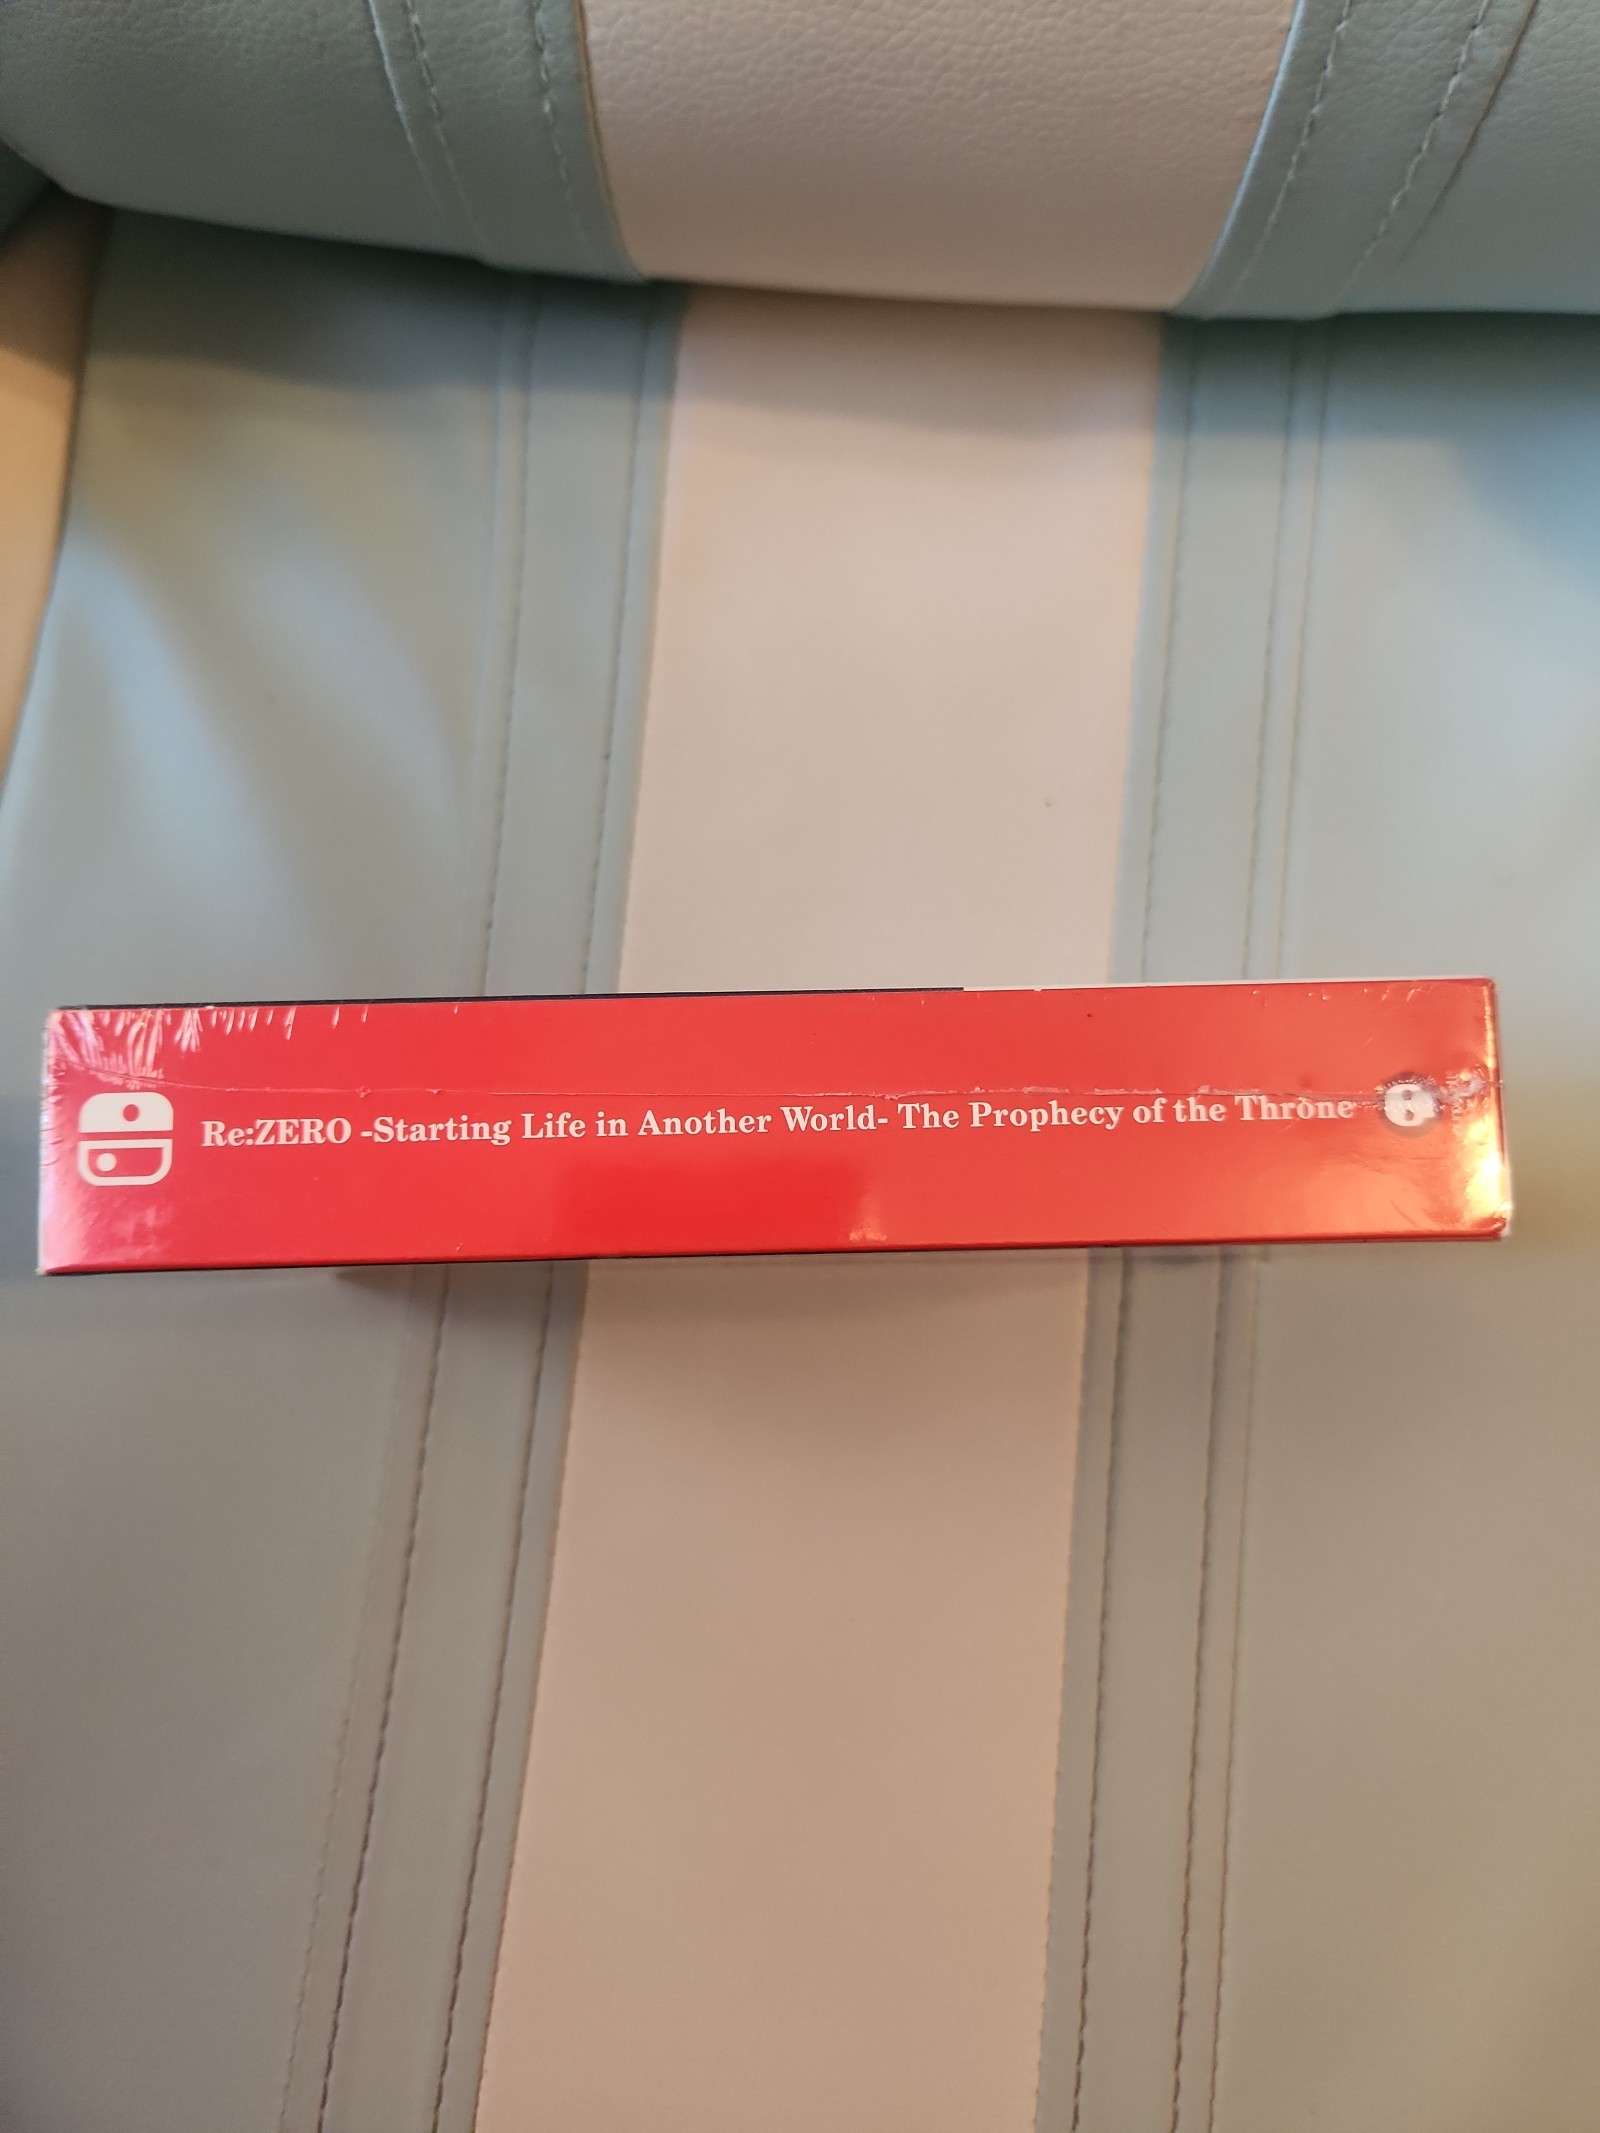 Re:ZERO -Starting Life in Another World- The Prophecy of the Throne